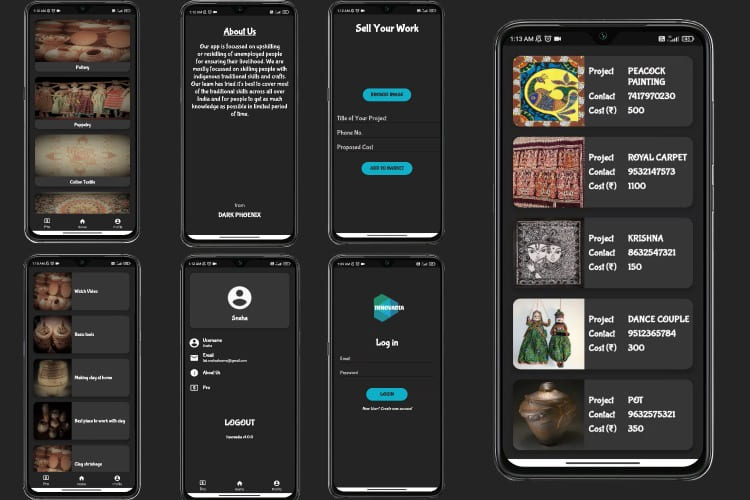 Pottery
Puppetry
Cotton Textile
Pro
Home
Profile
About Us
Our app is focussed on upskilling
or reskilling of unemployed people
for ensuring their livelihood. We are
mostly focussed on skilling people with
indigenous traditional skills and crafts.
Our team has tried it's best to cover most
of the traditional skills across all over
India and for people to get as much
knowledge as possible in limited period
of time.
from
DARK PHOENIX
Sell Your Work
BROWSE IMAGE
Title of Your Project
Phone No.
Proposed Cost
ADD TO MARKET
1:13 AM
Project PEACOCK
PAINTING
Contact 7417970230
Cost (₹) 500
Project ROYAL CARPET
Contact 9532147573
Cost (₹) 1100
Project KRISHNA
Contact 8632547321
Cost (₹) 150
Project DANCE COUPLE
Contact 9512365784
Cost (₹) 300
Project POT
Contact 9632575321
Cost (₹) 350
Watch Video
Basic tools
Making clay at home
Best place to work with clay
Clay shrinkage
Pro
Home
Profile
Sneha
Username
Sneha
Email
About Us
Pro
LOGOUT
Innovadia v1.0.0
Pro
Home
Profile
INNOVADIA
Log in
Email
Password
LOGIN
New User? Create new account